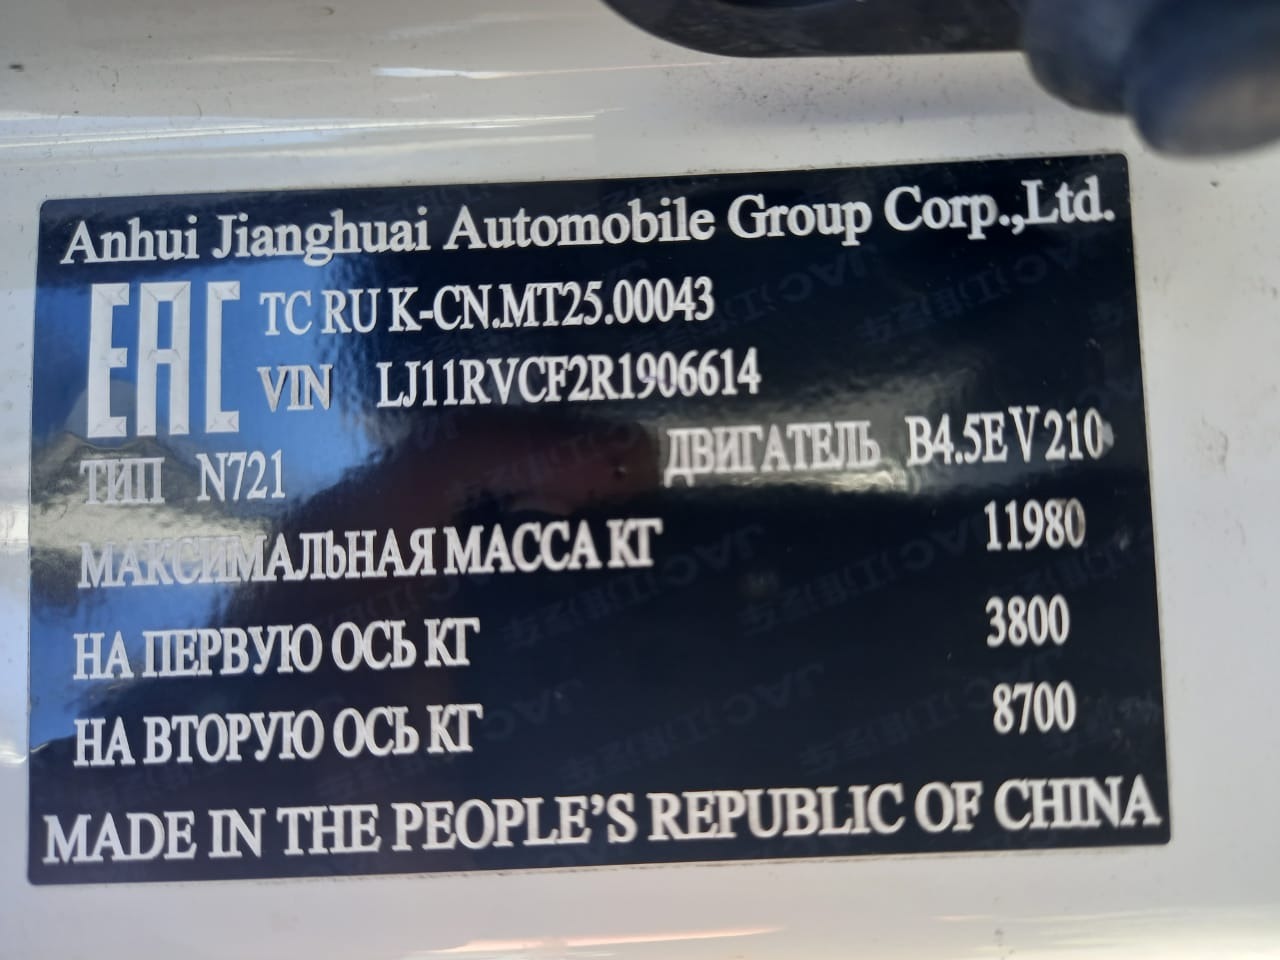 Anhui Jianghuai Automobile Group Corp.,Ltd.
EAC TC RU K-CN.MT25.00043
VIN LJ11RVCF2R1906614
ТИП N721 ДВИГАТЕЛЬ B4.5EV210
МАКСИМАЛЬНАЯ МАССА КГ 11980
НА ПЕРВУЮ ОСЬ КГ 3800
НА ВТОРУЮ ОСЬ КГ 8700
MADE IN THE PEOPLE'S REPUBLIC OF CHINA